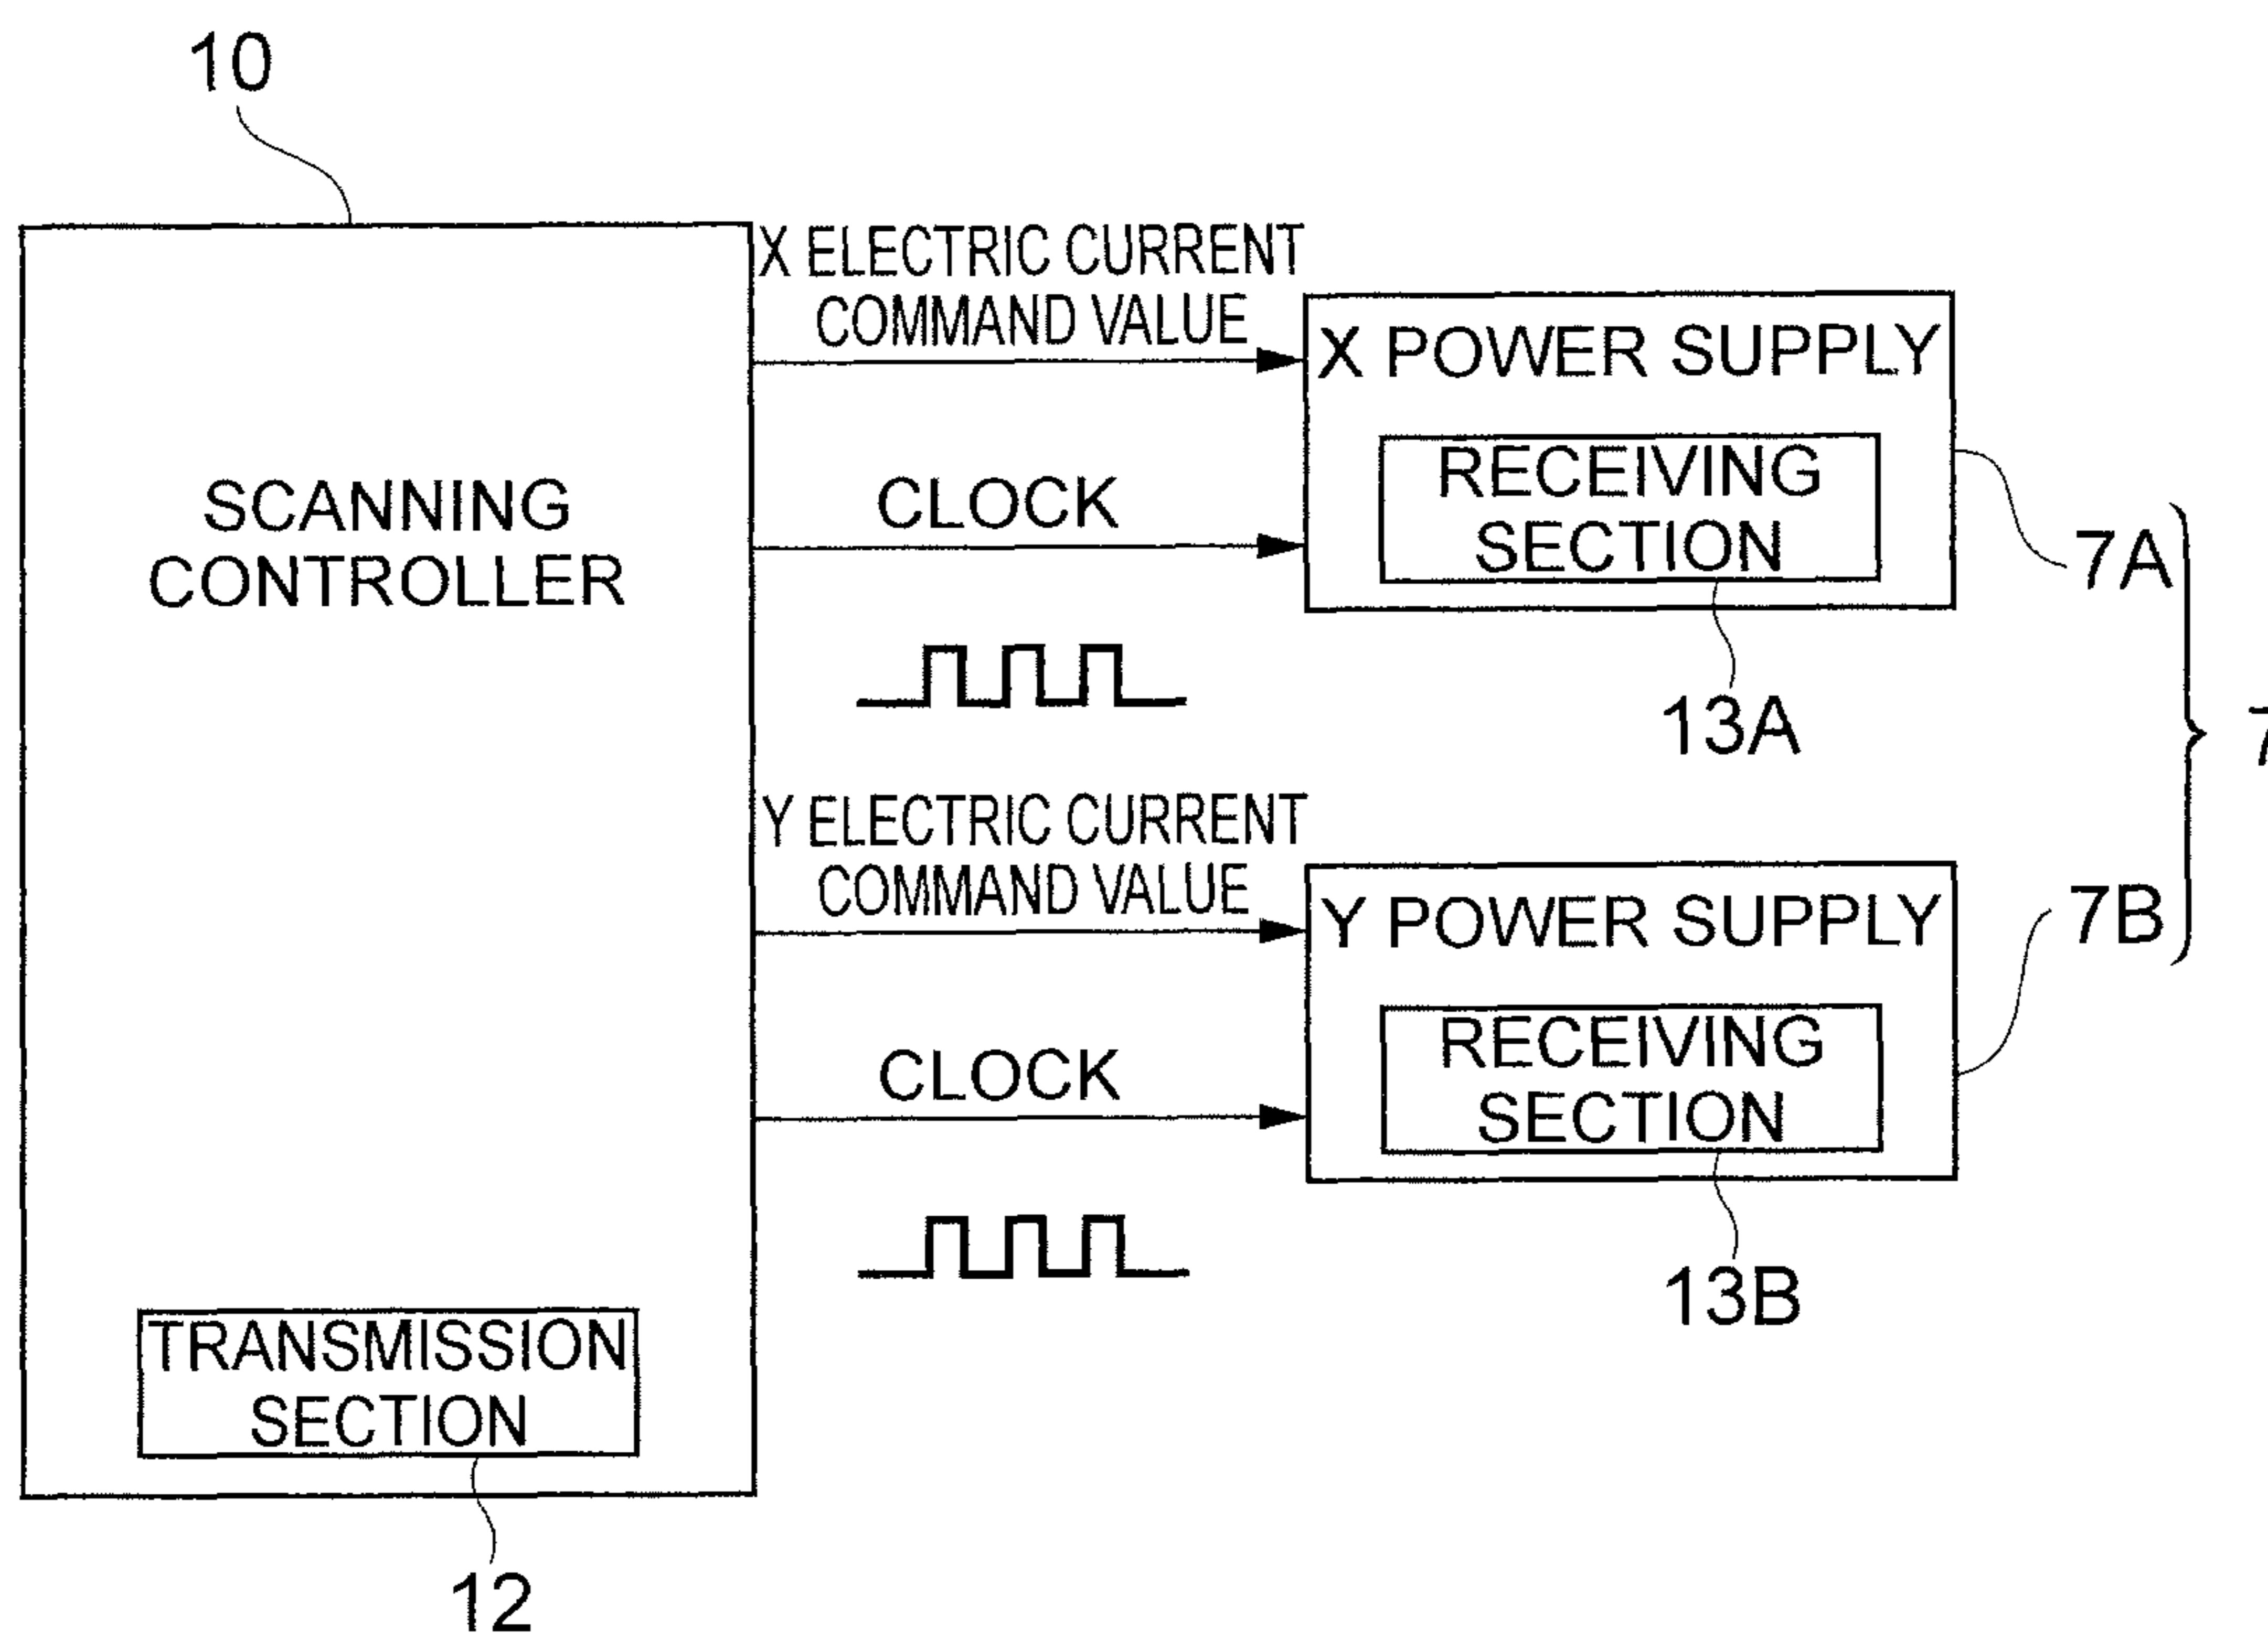 10
X ELECTRIC CURRENT
COMMAND VALUE
X POWER SUPPLY
RECEIVING
SECTION
SCANNING
CONTROLLER
CLOCK
7A
13A
7
Y ELECTRIC CURRENT
COMMAND VALUE
Y POWER SUPPLY
7B
RECEIVING
SECTION
CLOCK
13B
TRANSMISSION
SECTION
12